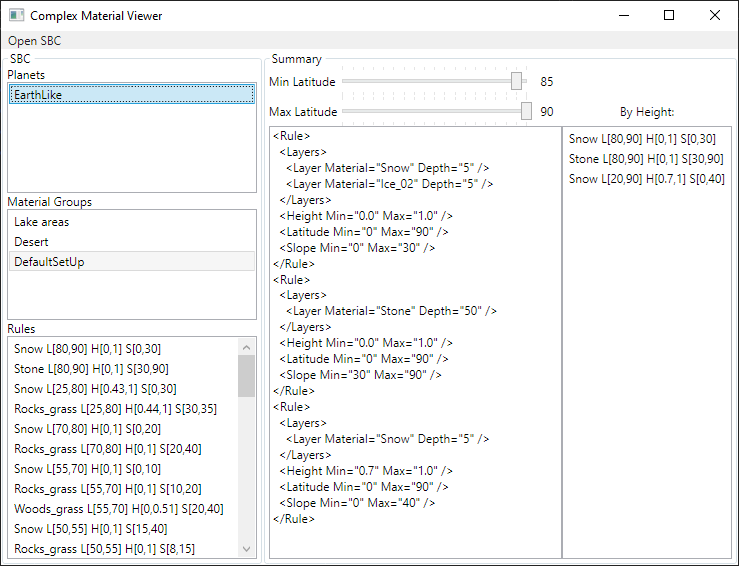 Complex Material Viewer
Open SBC
SBC
Planets
EarthLike
Material Groups
Lake areas
Desert
DefaultSetUp
Rules
Snow L[80,90] H[0,1] S[0,30]
Stone L[80,90] H[0,1] S[30,90]
Snow L[25,80] H[0.43,1] S[0,30]
Rocks_grass L[25,80] H[0.44,1] S[30,35]
Snow L[70,80] H[0,1] S[0,20]
Rocks_grass L[70,80] H[0,1] S[20,40]
Snow L[55,70] H[0,1] S[0,10]
Rocks_grass L[55,70] H[0,1] S[10,20]
Woods_grass L[55,70] H[0,0.51] S[20,40]
Snow L[50,55] H[0,1] S[15,40]
Rocks_grass L[50,55] H[0,1] S[8,15]
Summary
Min Latitude 85
Max Latitude 90
<Rule>
<Layers>
<Layer Material="Snow" Depth="5" />
<Layer Material="Ice_02" Depth="5" />
</Layers>
<Height Min="0.0" Max="1.0" />
<Latitude Min="0" Max="90" />
<Slope Min="0" Max="30" />
</Rule>
<Rule>
<Layers>
<Layer Material="Stone" Depth="50" />
</Layers>
<Height Min="0.0" Max="1.0" />
<Latitude Min="0" Max="90" />
<Slope Min="30" Max="90" />
</Rule>
<Rule>
<Layers>
<Layer Material="Snow" Depth="5" />
</Layers>
<Height Min="0.7" Max="1.0" />
<Latitude Min="0" Max="90" />
<Slope Min="0" Max="40" />
</Rule>
By Height:
Snow L[80,90] H[0,1] S[0,30]
Stone L[80,90] H[0,1] S[30,90]
Snow L[20,90] H[0.7,1] S[0,40]